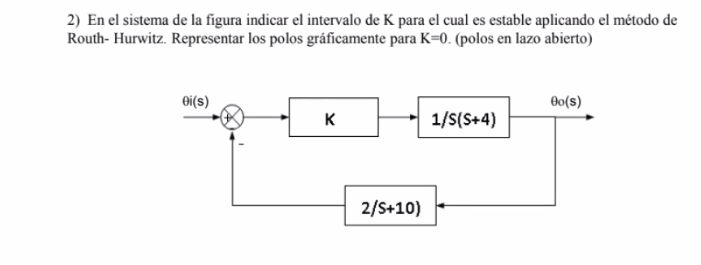 2) En el sistema de la figura indicar el intervalo de K para el cual es estable aplicando el método de
Routh- Hurwitz. Representar los polos gráficamente para K=0. (polos en lazo abierto)
θi(s)
θo(s)
+
K
1/S(S+4)
-
2/S+10)